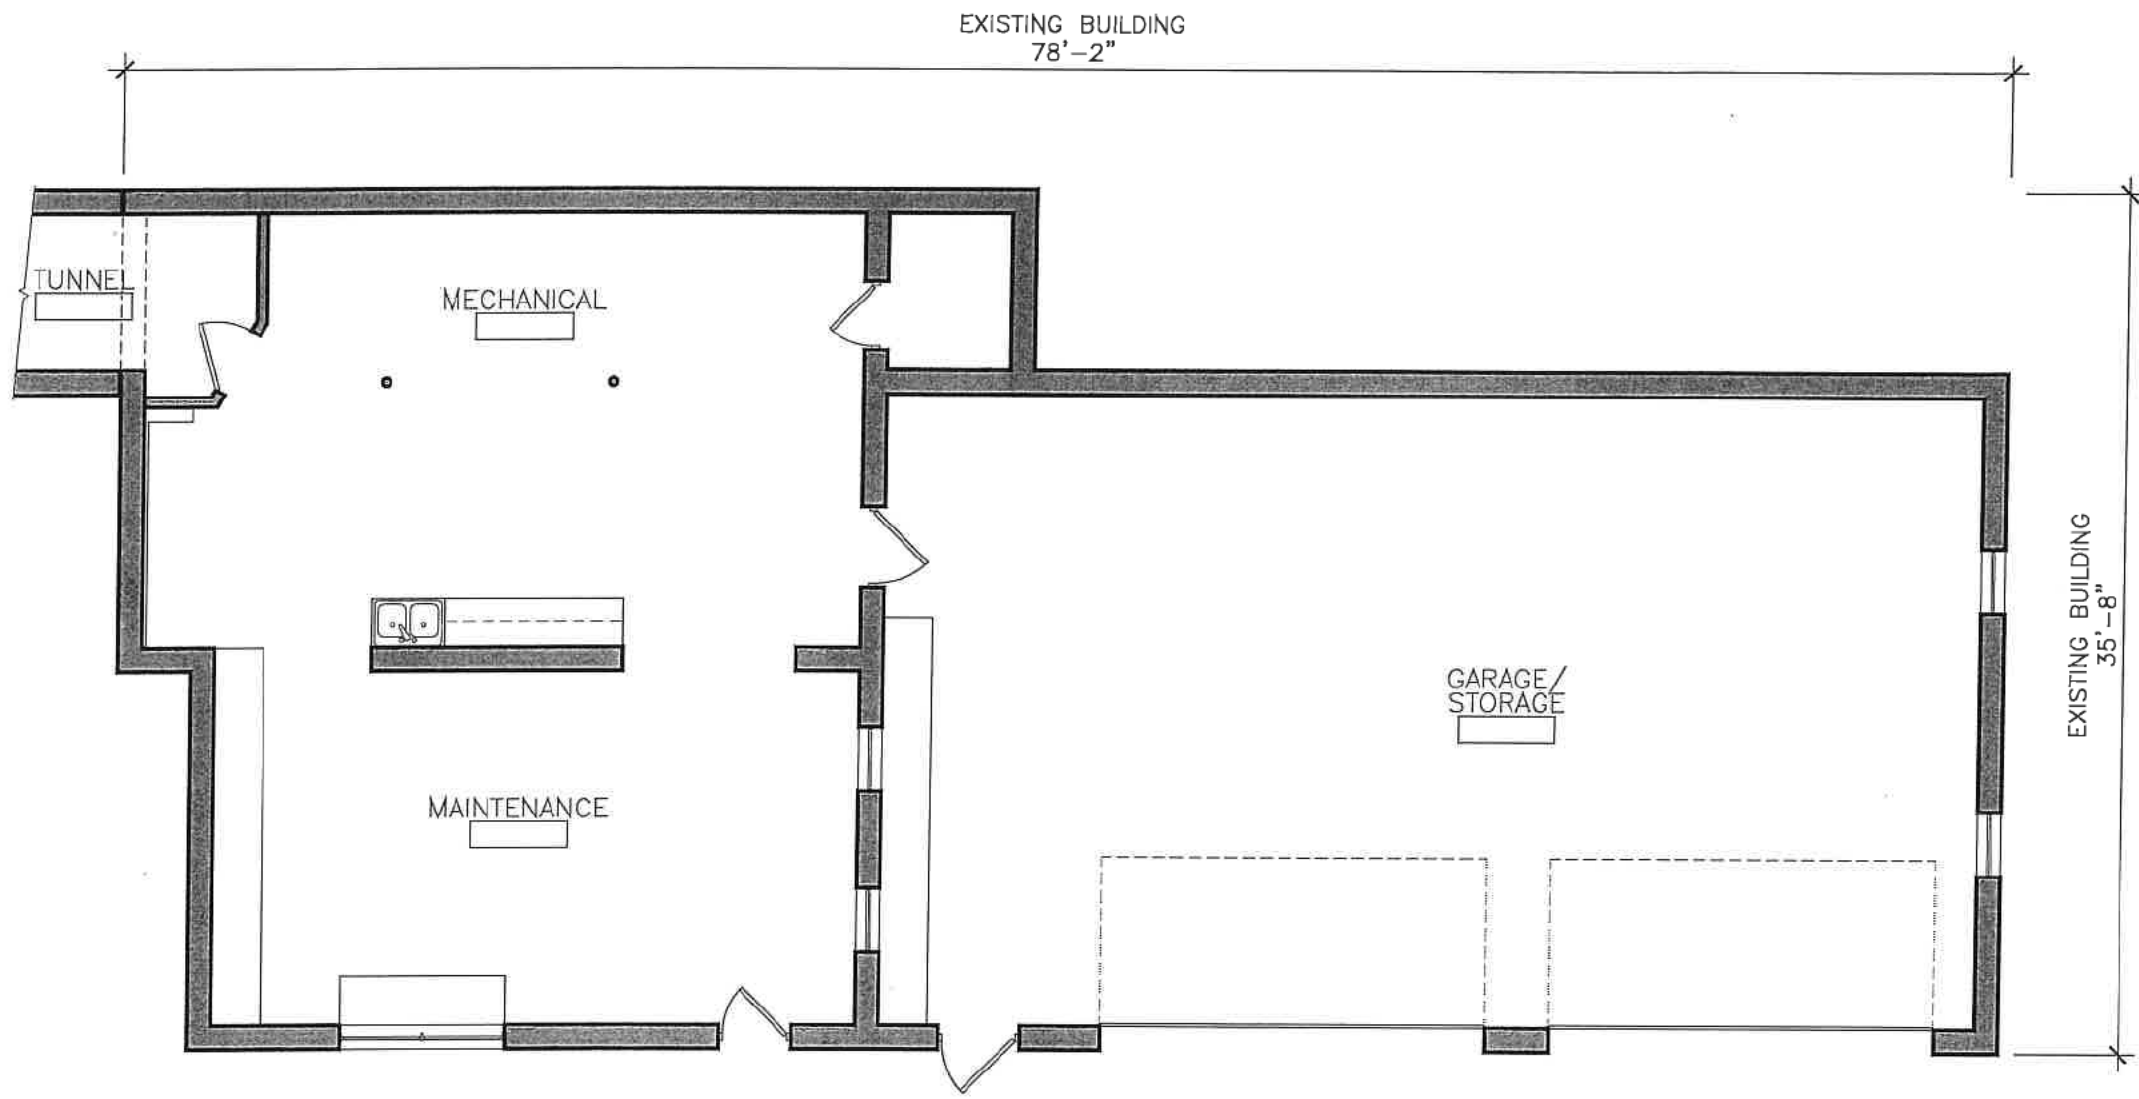 EXISTING BUILDING
78'-2"
TUNNEL
MECHANICAL
EXISTING BUILDING
35'-8"
GARAGE/
STORAGE
MAINTENANCE